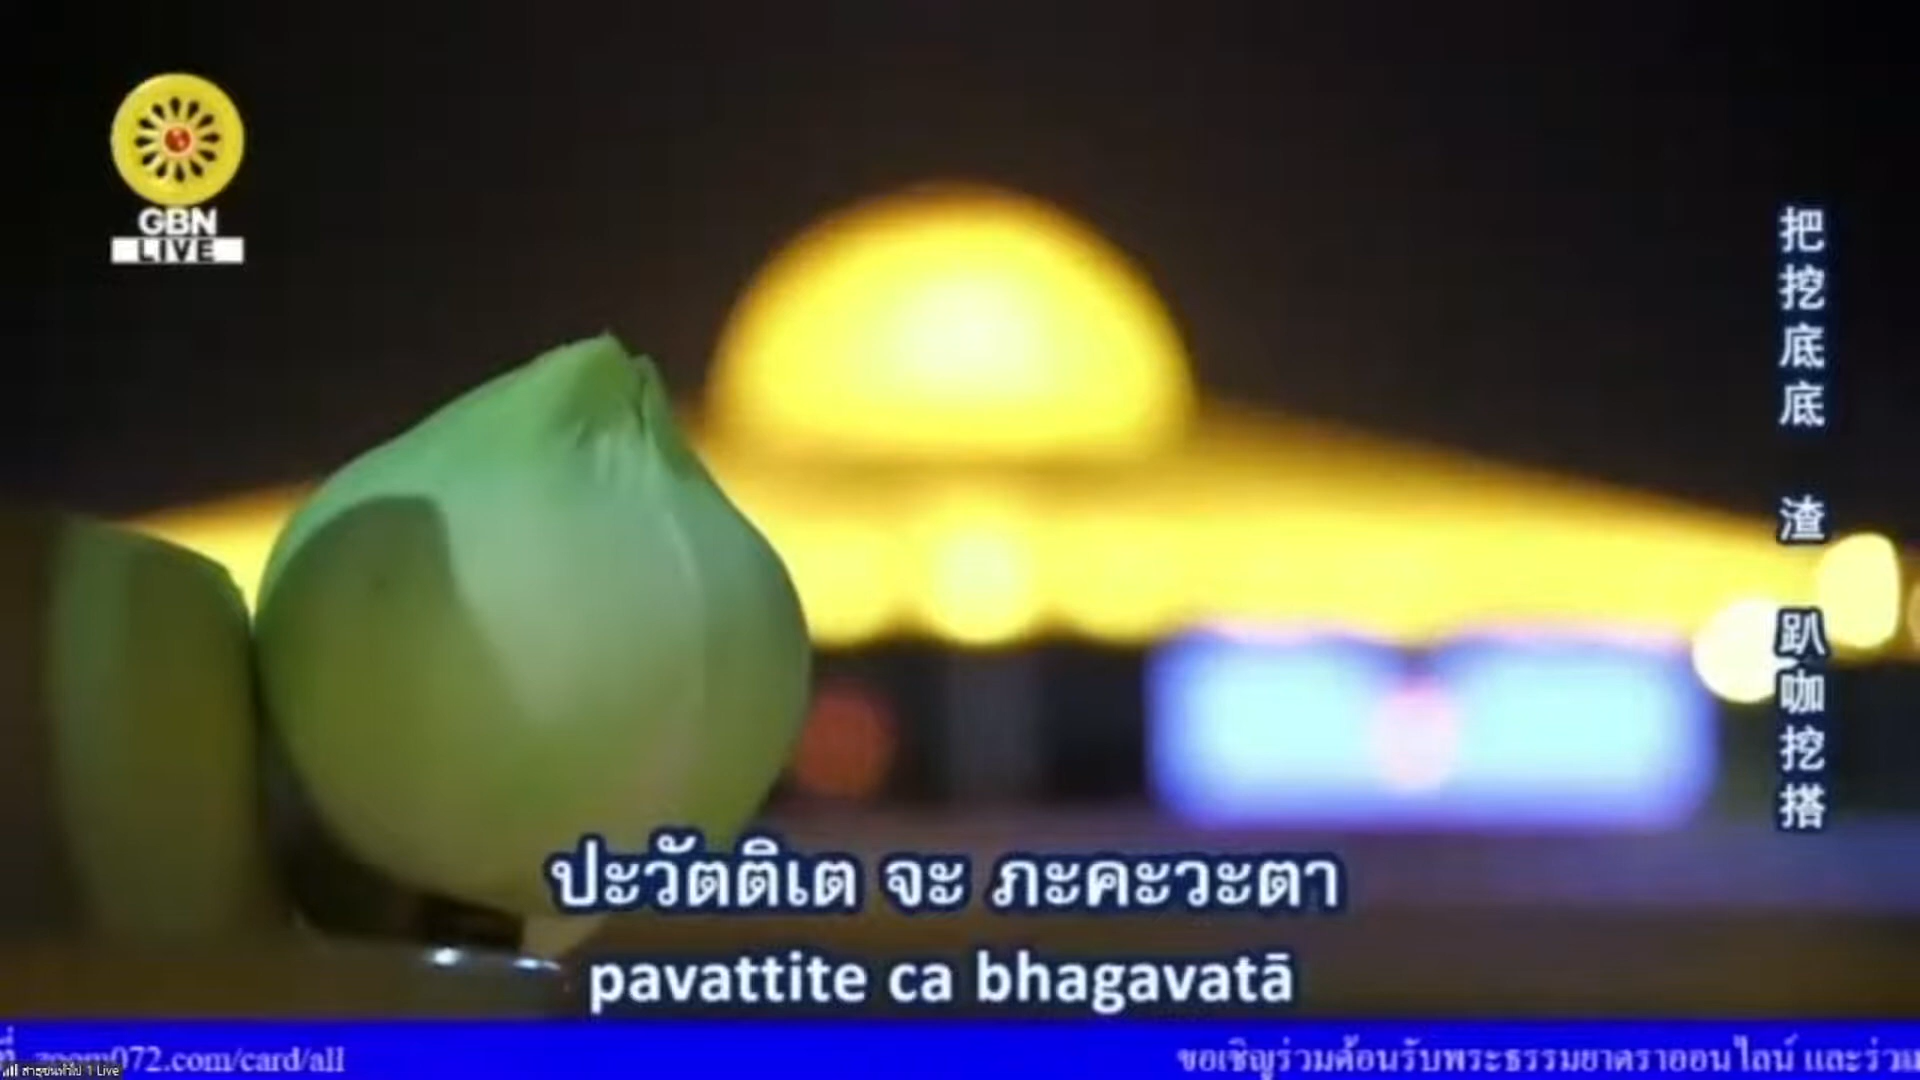 GBN
LIVE
把挖底底 渣 趴咖挖搭
ปะวัตติเต จะ ภะคะวะตา
pavattite ca bhagavatā
ที่ zoom072.com/card/all
ขอเชิญร่วมต้อนรับพระธรรมยาตราออนไลน์ และร่วม
1 Live